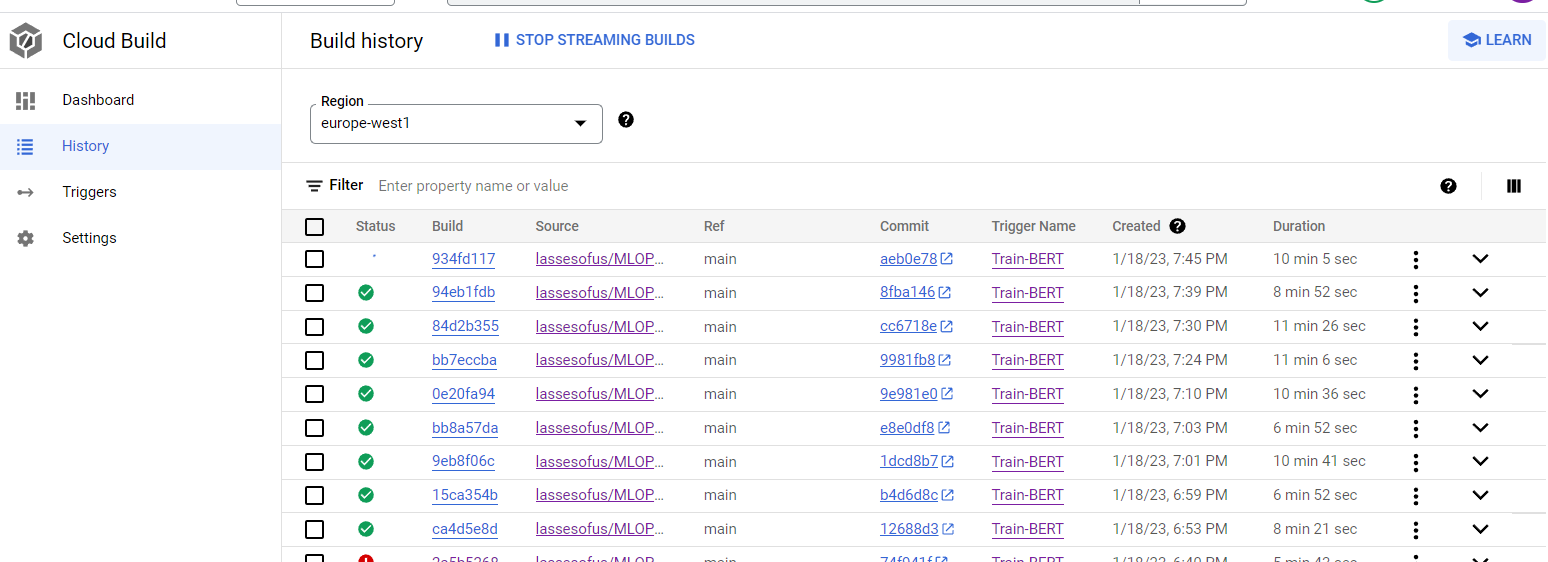 Cloud Build
Build history
STOP STREAMING BUILDS
LEARN
Dashboard
History
Triggers
Settings
Region
europe-west1
Filter Enter property name or value
Status Build Source Ref Commit Trigger Name Created Duration
934fd117 lassesofus/MLOP... main aeb0e78 Train-BERT 1/18/23, 7:45 PM 10 min 5 sec
94eb1fdb lassesofus/MLOP... main 8fba146 Train-BERT 1/18/23, 7:39 PM 8 min 52 sec
84d2b355 lassesofus/MLOP... main cc6718e Train-BERT 1/18/23, 7:30 PM 11 min 26 sec
bb7eccba lassesofus/MLOP... main 9981fb8 Train-BERT 1/18/23, 7:24 PM 11 min 6 sec
0e20fa94 lassesofus/MLOP... main 9e981e0 Train-BERT 1/18/23, 7:10 PM 10 min 36 sec
bb8a57da lassesofus/MLOP... main e8e0df8 Train-BERT 1/18/23, 7:03 PM 6 min 52 sec
9eb8f06c lassesofus/MLOP... main 1dcd8b7 Train-BERT 1/18/23, 7:01 PM 10 min 41 sec
15ca354b lassesofus/MLOP... main b4d6d8c Train-BERT 1/18/23, 6:59 PM 6 min 52 sec
ca4d5e8d lassesofus/MLOP... main 12688d3 Train-BERT 1/18/23, 6:53 PM 8 min 21 sec
lassesofus/MLOP... main Train-BERT